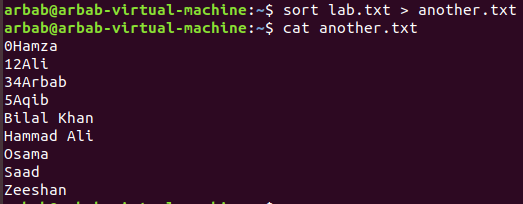 arbab@arbab-virtual-machine:~$ sort lab.txt > another.txt
arbab@arbab-virtual-machine:~$ cat another.txt
0Hamza
12Ali
34Arbab
5Aqib
Bilal Khan
Hammad Ali
Osama
Saad
Zeeshan